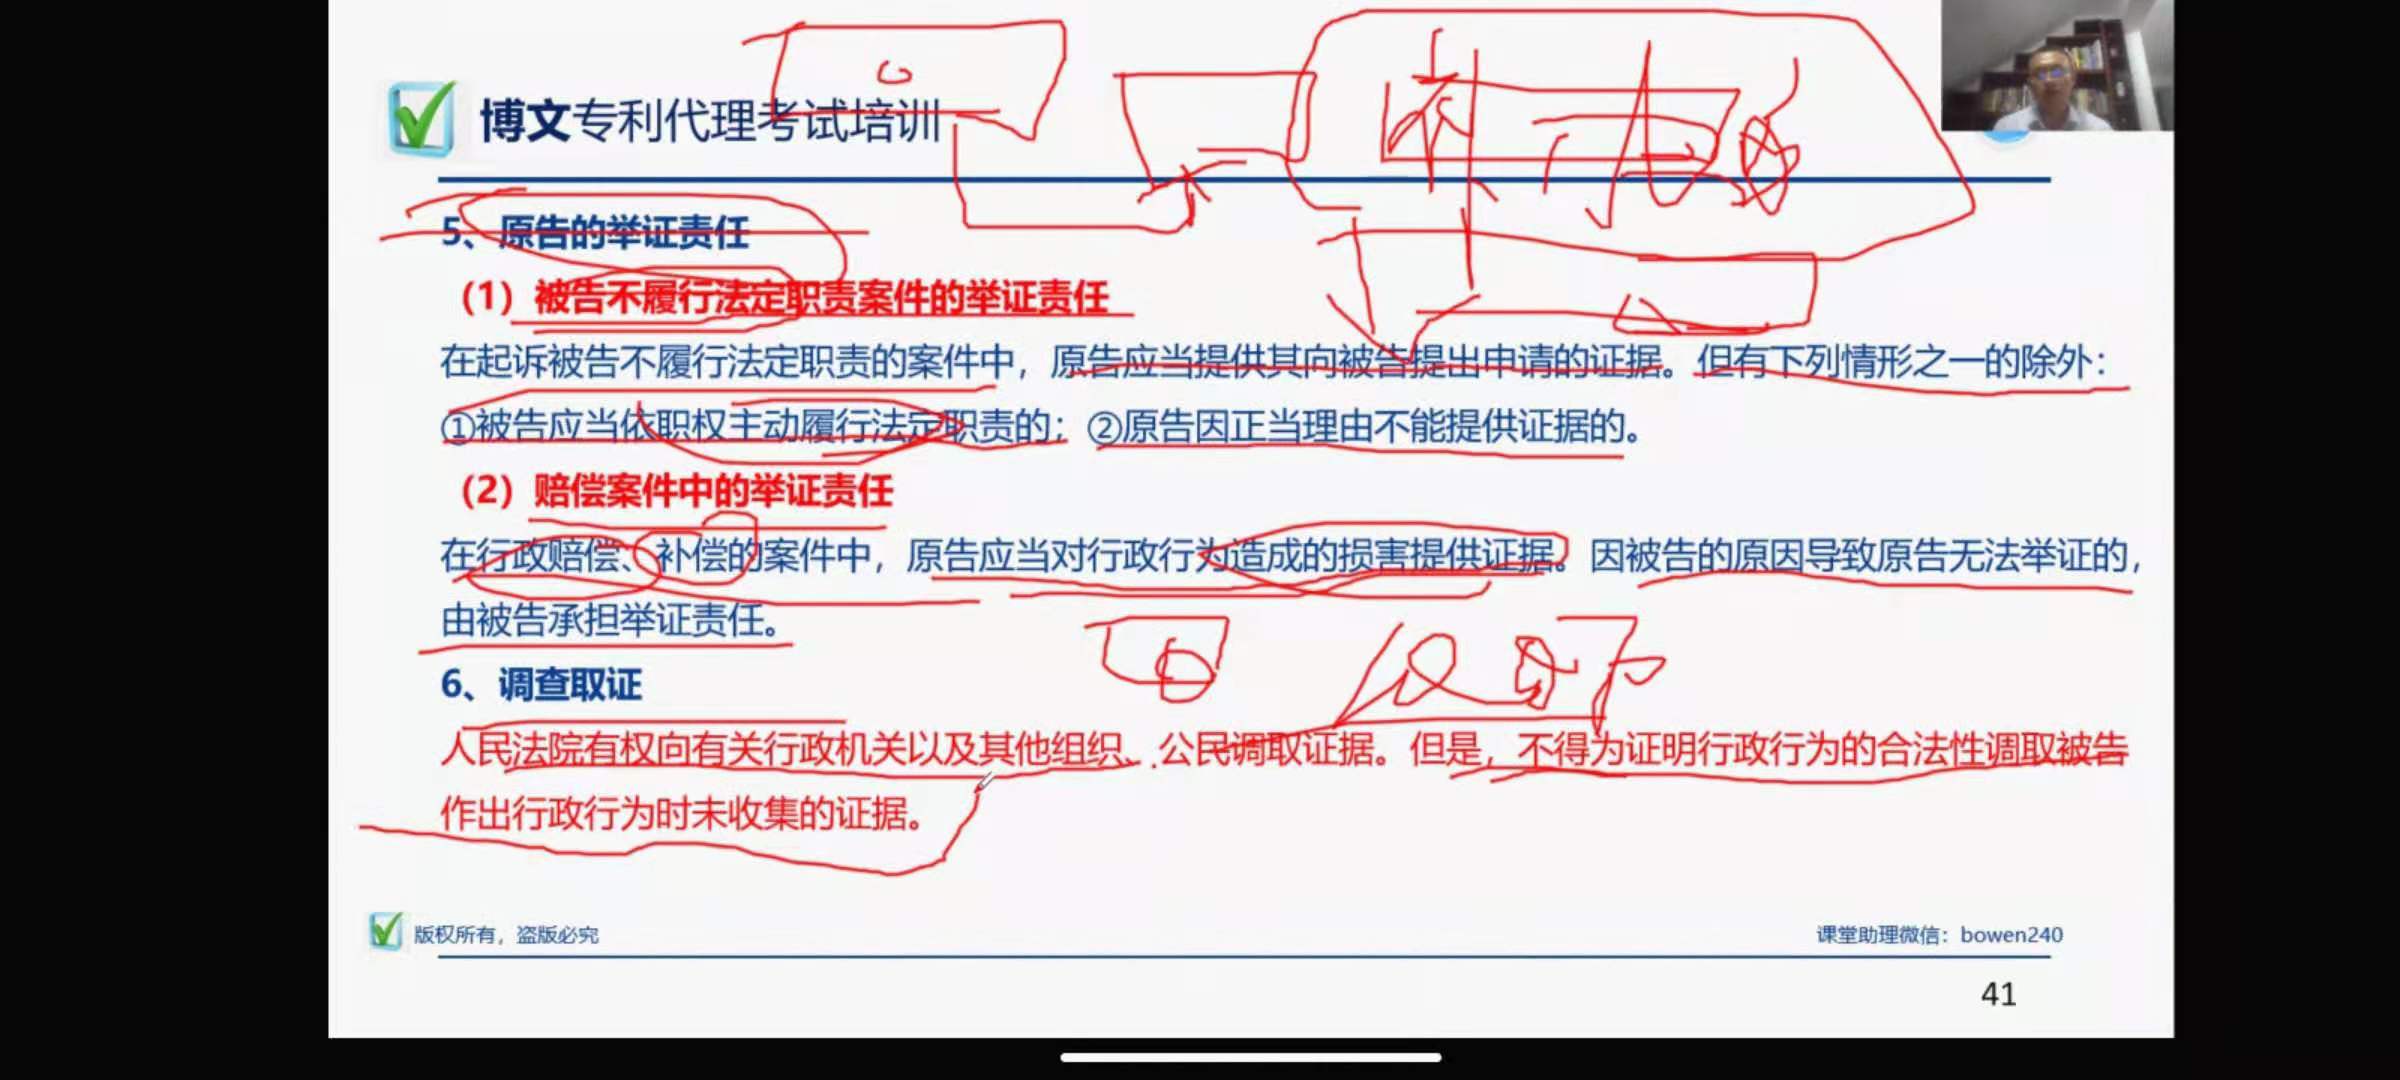 博文专利代理考试培训
5、原告的举证责任
（1）被告不履行法定职责案件的举证责任
在起诉被告不履行法定职责的案件中，原告应当提供其向被告提出申请的证据。但有下列情形之一的除外：
①被告应当依职权主动履行法定职责的；②原告因正当理由不能提供证据的。
（2）赔偿案件中的举证责任
在行政赔偿、补偿的案件中，原告应当对行政行为造成的损害提供证据。因被告的原因导致原告无法举证的，
由被告承担举证责任。
6、调查取证
人民法院有权向有关行政机关以及其他组织、公民调取证据。但是，不得为证明行政行为的合法性调取被告
作出行政行为时未收集的证据。
版权所有，盗版必究
课堂助理微信：bowen240
41